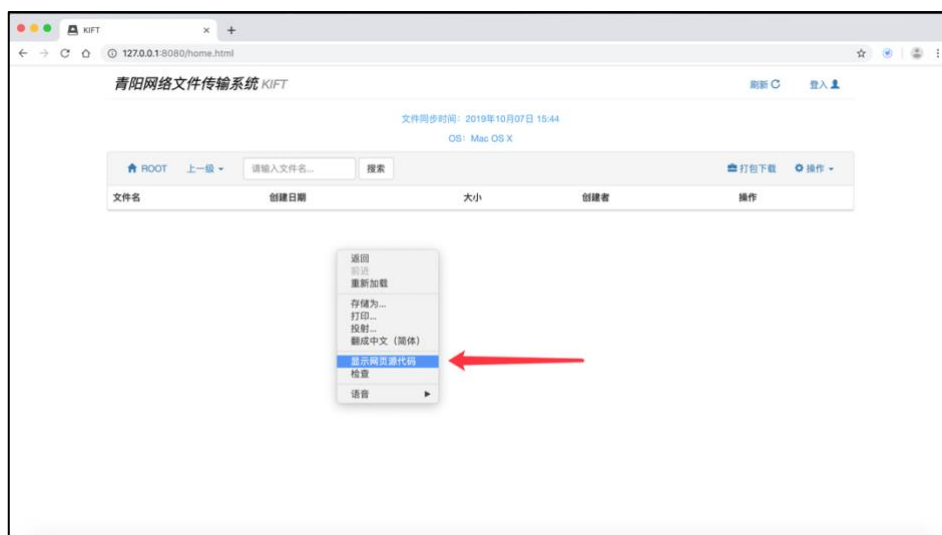 KIFT
127.0.0.1:8080/home.html
青阳网络文件传输系统 KIFT
刷新
登入
文件同步时间：2019年10月07日 15:44
OS：Mac OS X
ROOT
上一级
请输入文件名...
搜索
打包下载
操作
文件名
创建日期
大小
创建者
操作
返回
前进
重新加载
存储为...
打印...
投射...
翻成中文（简体）
显示网页源代码
检查
语音